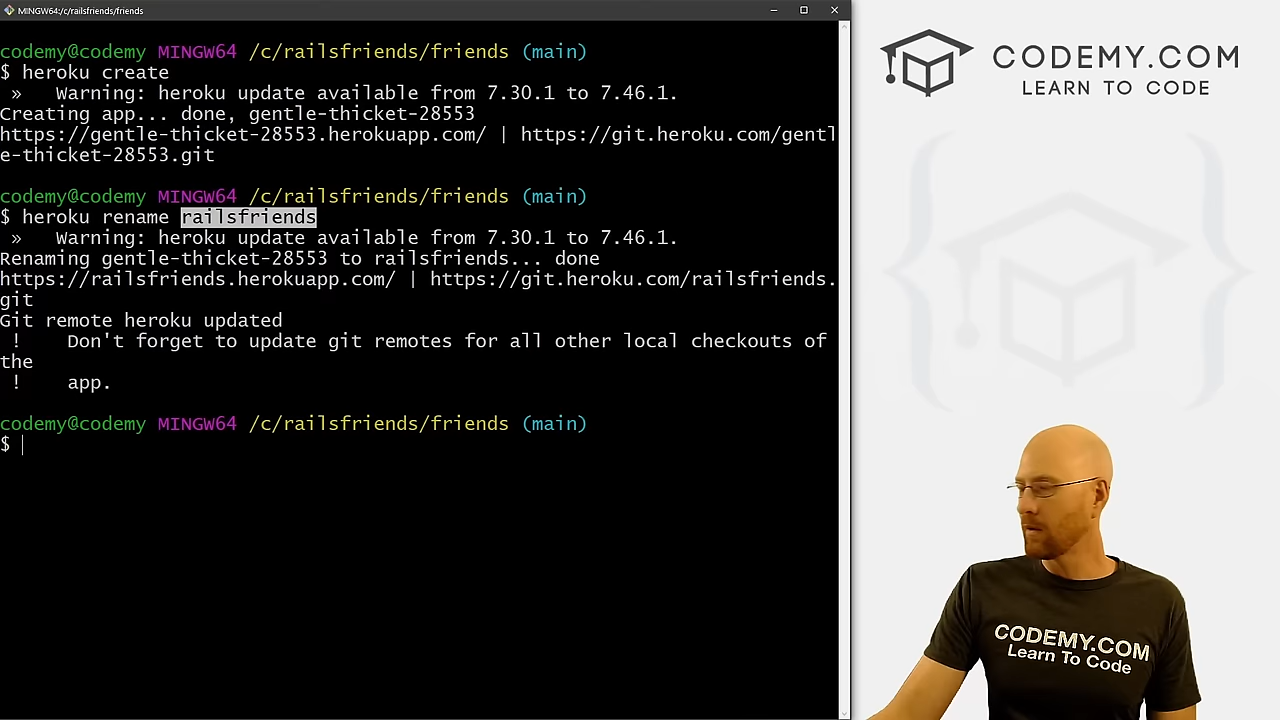 MINGW64:/c/railsfriends/friends
codemy@codemy MINGW64 /c/railsfriends/friends (main)
$ heroku create
»   Warning: heroku update available from 7.30.1 to 7.46.1.
Creating app... done, gentle-thicket-28553
https://gentle-thicket-28553.herokuapp.com/ | https://git.heroku.com/gentl
e-thicket-28553.git
codemy@codemy MINGW64 /c/railsfriends/friends (main)
$ heroku rename railsfriends
»   Warning: heroku update available from 7.30.1 to 7.46.1.
Renaming gentle-thicket-28553 to railsfriends... done
https://railsfriends.herokuapp.com/ | https://git.heroku.com/railsfriends.
git
Git remote heroku updated
!    Don't forget to update git remotes for all other local checkouts of
the
!    app.
codemy@codemy MINGW64 /c/railsfriends/friends (main)
$
CODEMY.COM
LEARN TO CODE
CODEMY.COM
Learn To Code